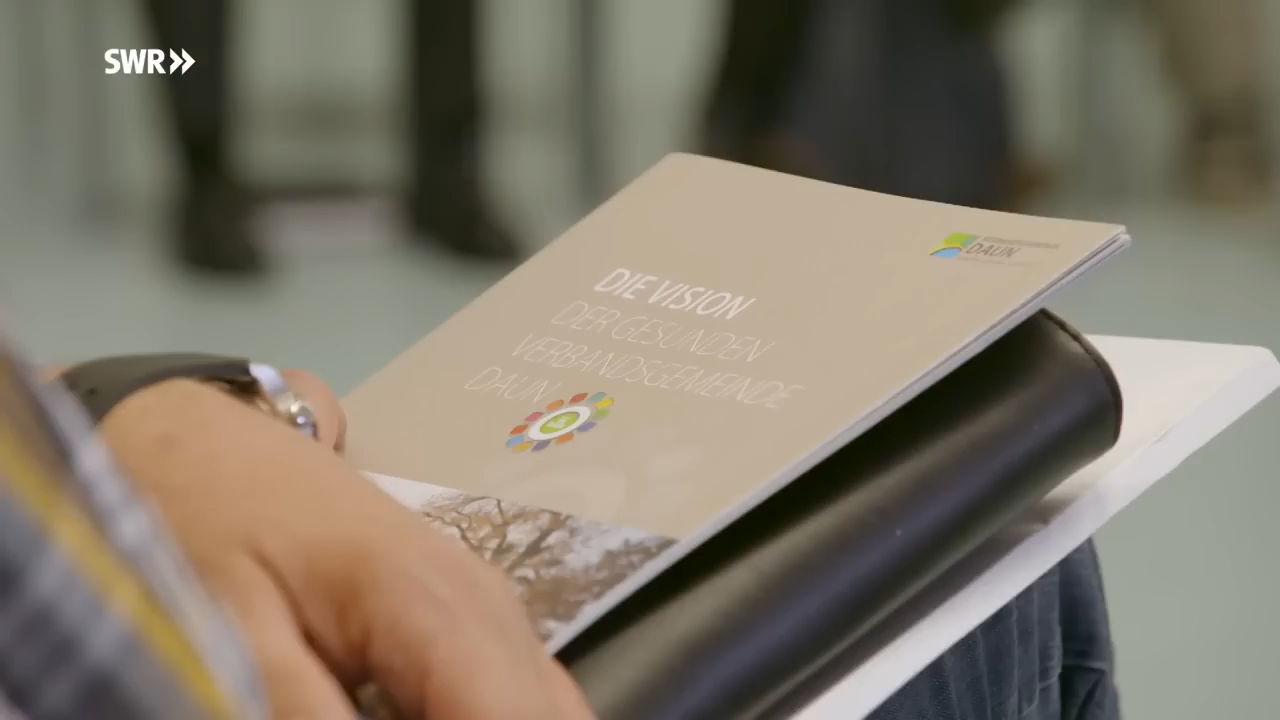 SWR
DAUN
DIE VISION
DER GESUNDEN
VERBANDSGEMEINDE
DAUN